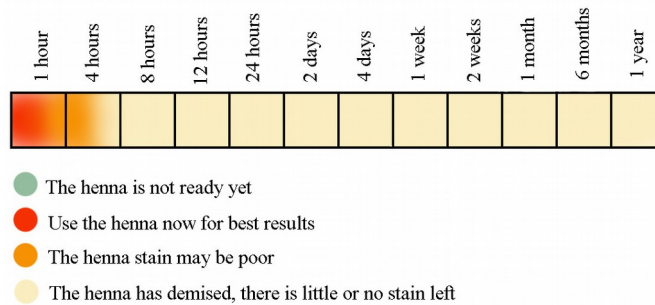 1 hour
4 hours
8 hours
12 hours
24 hours
2 days
4 days
1 week
2 weeks
1 month
6 months
1 year
The henna is not ready yet
Use the henna now for best results
The henna stain may be poor
The henna has demised, there is little or no stain left